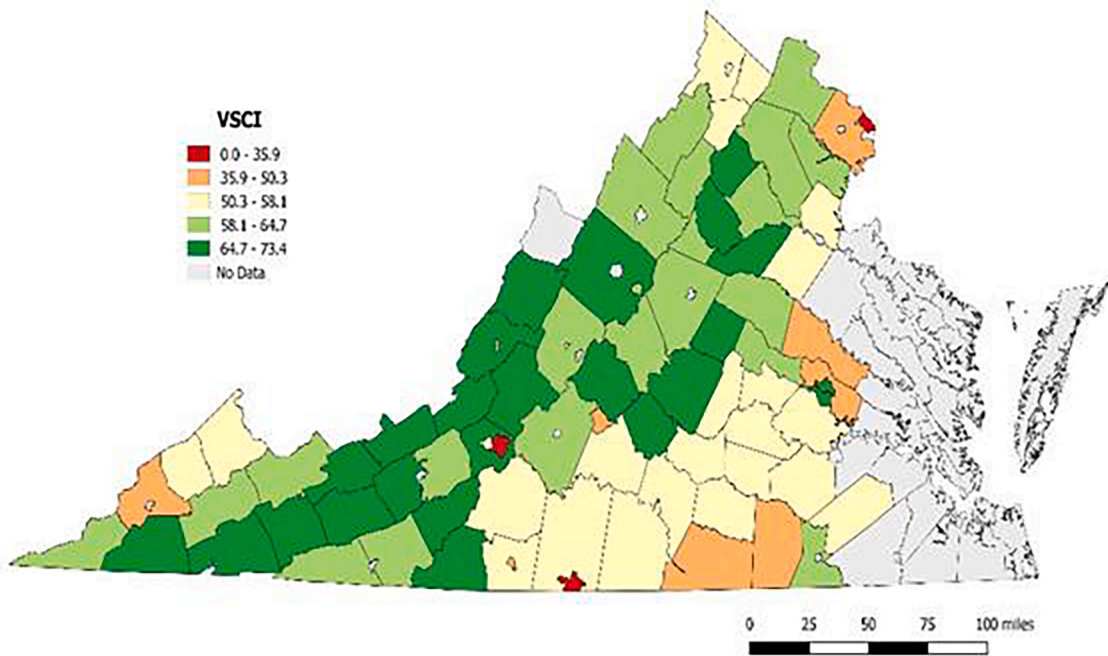 VSCI
0.0 - 35.9
35.9 - 50.3
50.3 - 58.1
58.1 - 64.7
64.7 - 73.4
No Data
0 25 50 75 100 miles